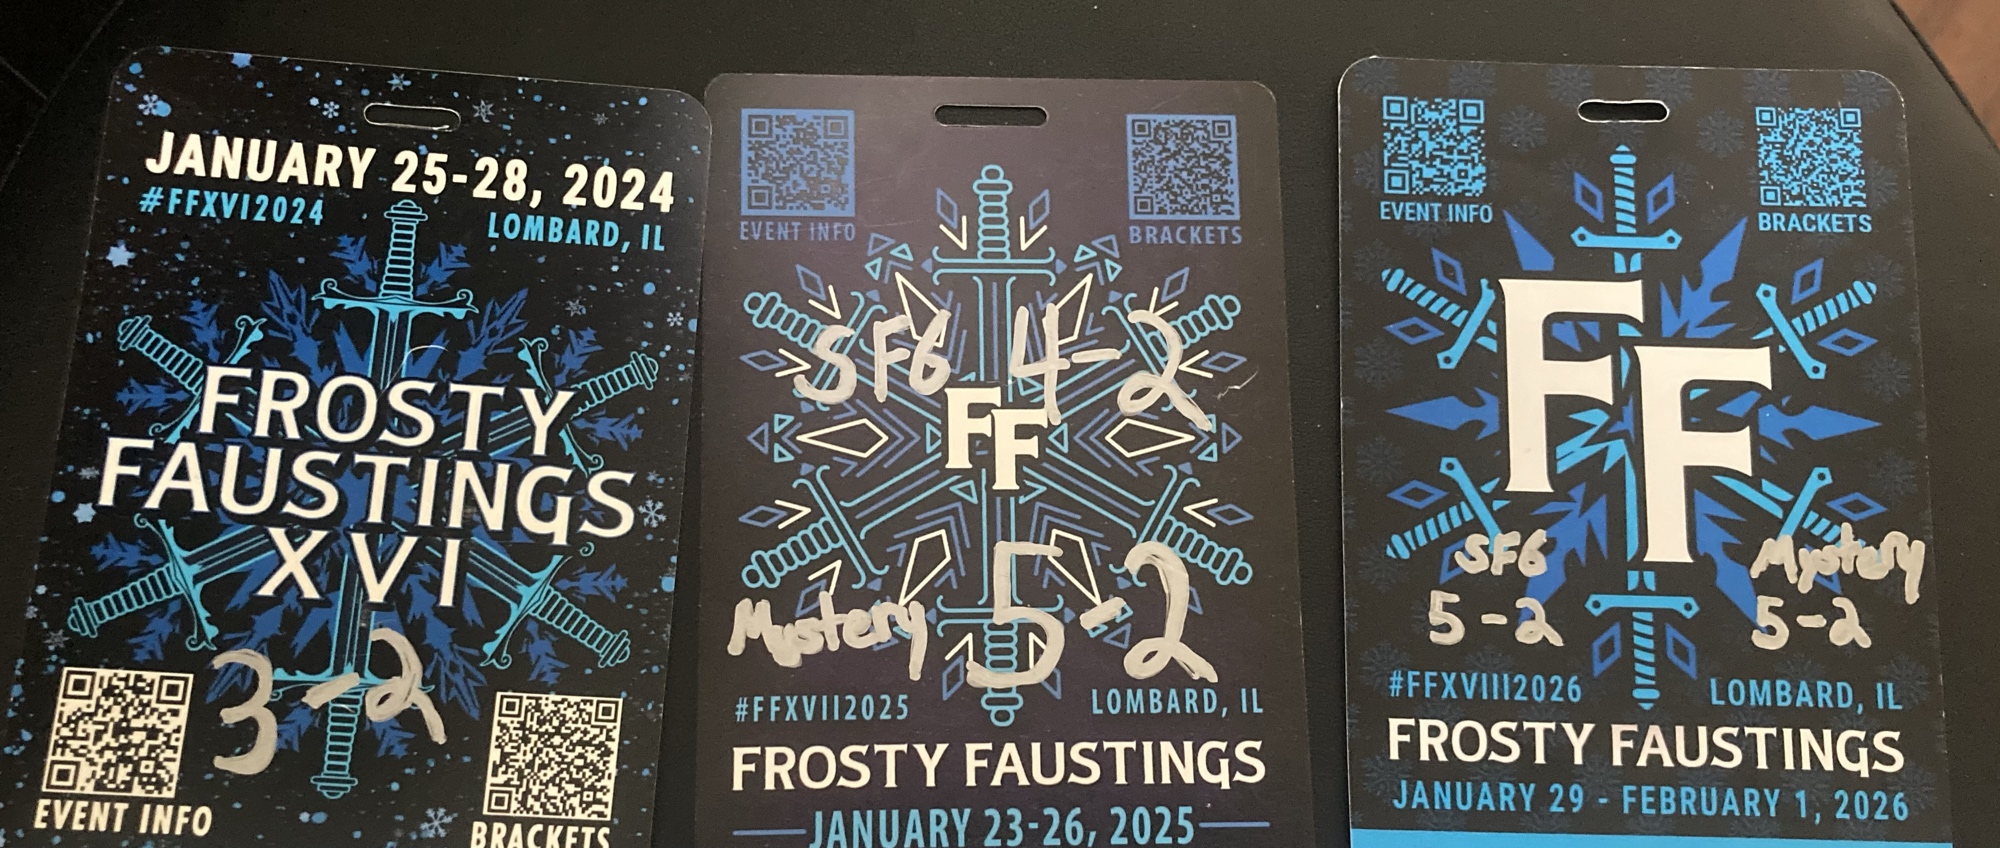 JANUARY 25-28, 2024
#FFXVI2024 LOMBARD, IL
FROSTY
FAUSTINGS
XVI
3-2
EVENT INFO BRACKETS
EVENT INFO BRACKETS
SF6 4-2
FF
Mystery 5-2
#FFXVII2025 LOMBARD, IL
FROSTY FAUSTINGS
JANUARY 23-26, 2025
EVENT INFO BRACKETS
FF
SF6 Mystery
5-2 5-2
#FFXVIII2026 LOMBARD, IL
FROSTY FAUSTINGS
JANUARY 29 - FEBRUARY 1, 2026